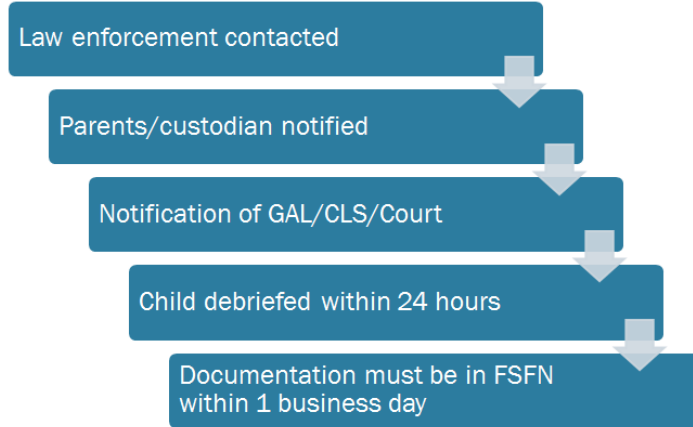 Law enforcement contacted
Parents/custodian notified
Notification of GAL/CLS/Court
Child debriefed within 24 hours
Documentation must be in FSFN
within 1 business day